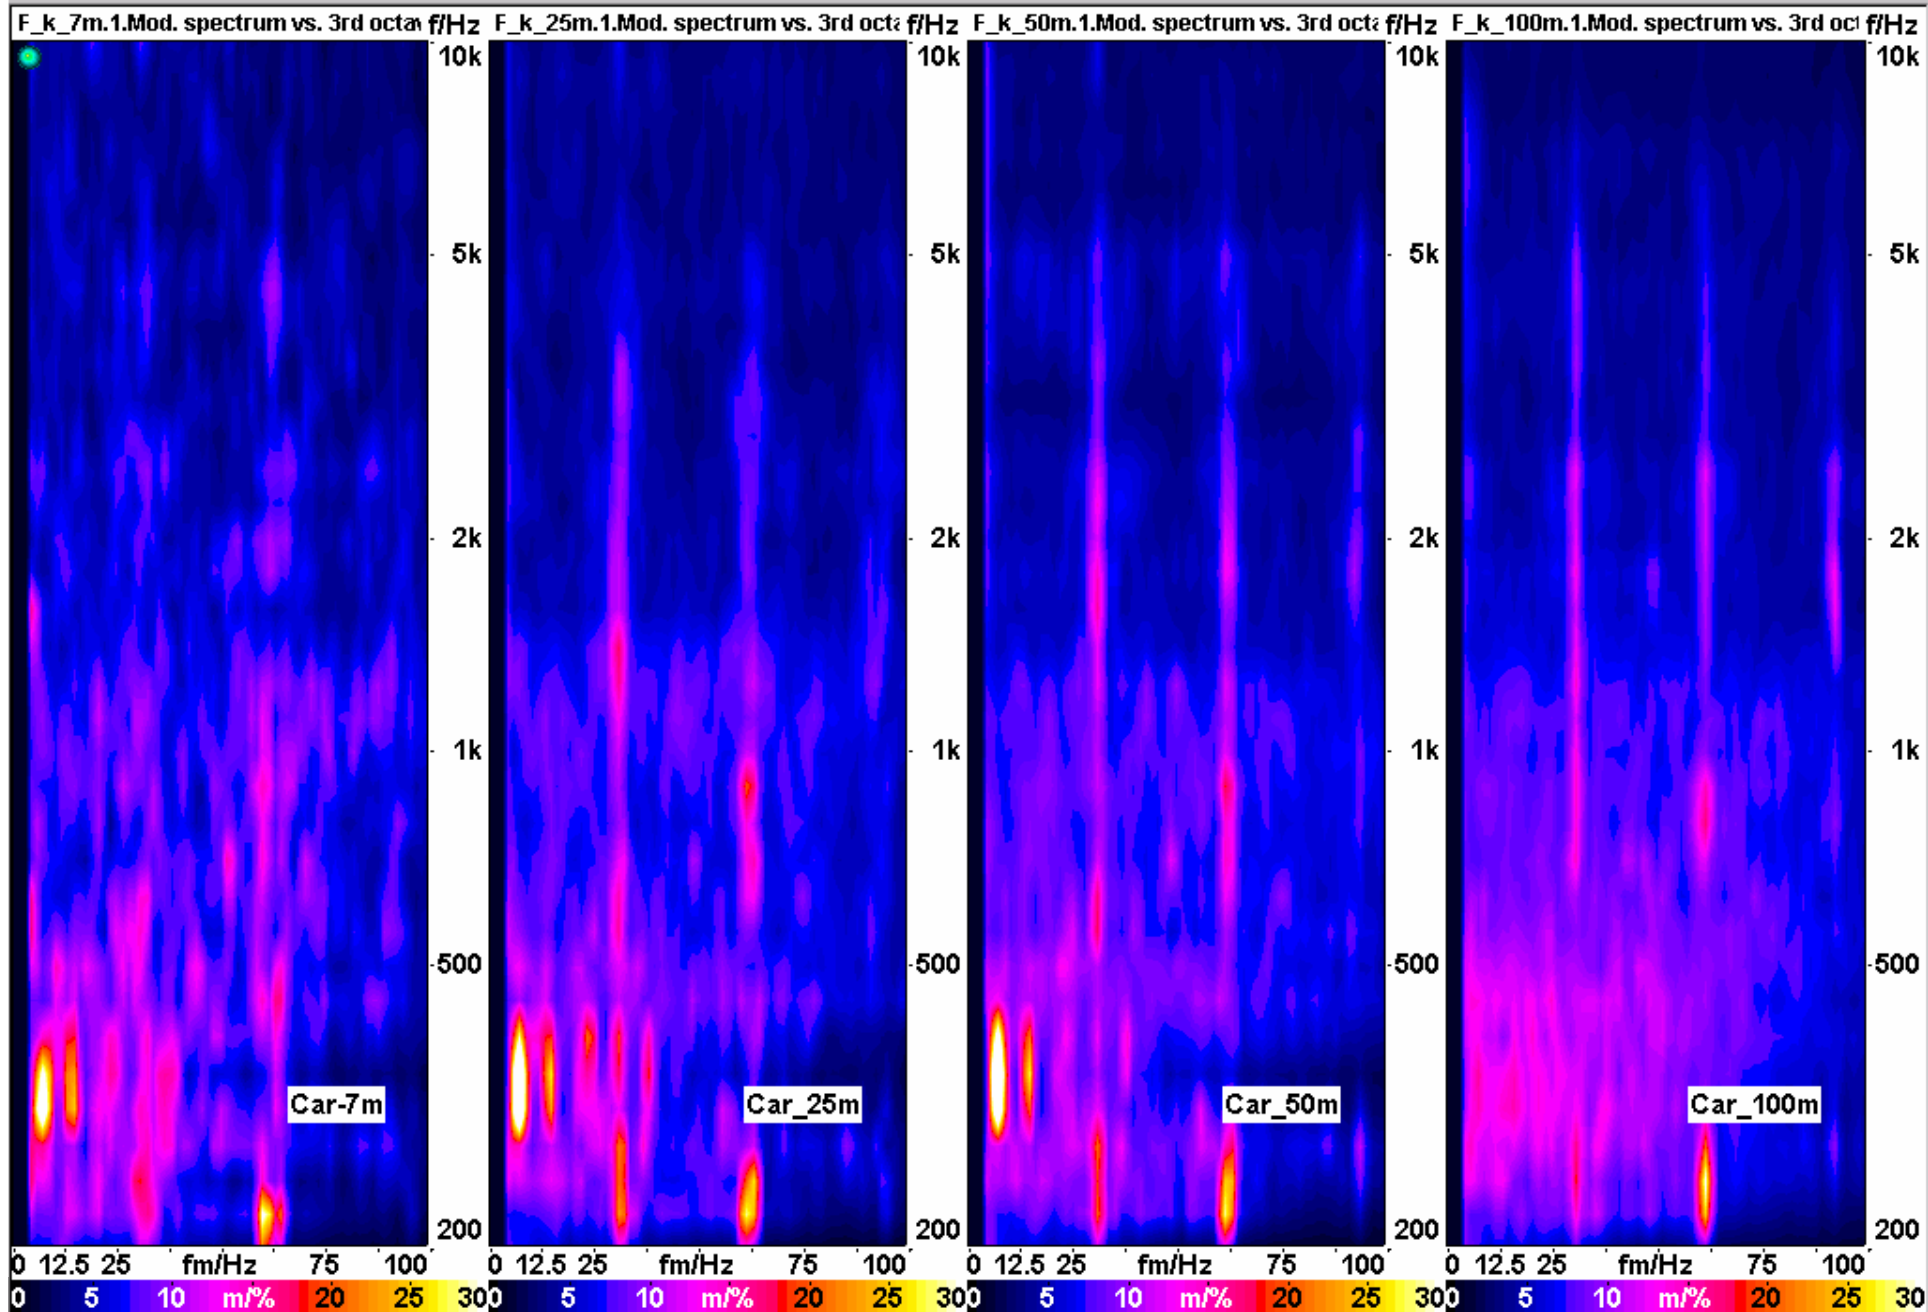 F_k_7m.1.Mod. spectrum vs. 3rd octav f/Hz F_k_25m.1.Mod. spectrum vs. 3rd octa f/Hz F_k_50m.1.Mod. spectrum vs. 3rd octa f/Hz F_k_100m.1.Mod. spectrum vs. 3rd oct f/Hz
10k 10k 10k 10k
5k 5k 5k 5k
2k 2k 2k 2k
1k 1k 1k 1k
500 500 500 500
Car-7m Car_25m Car_50m Car_100m
200 200 200 200
0 12.5 25 fm/Hz 75 100 0 12.5 25 fm/Hz 75 100 0 12.5 25 fm/Hz 75 100 0 12.5 25 fm/Hz 75 100
0 5 10 m/% 20 25 30 0 5 10 m/% 20 25 30 0 5 10 m/% 20 25 30 0 5 10 m/% 20 25 30